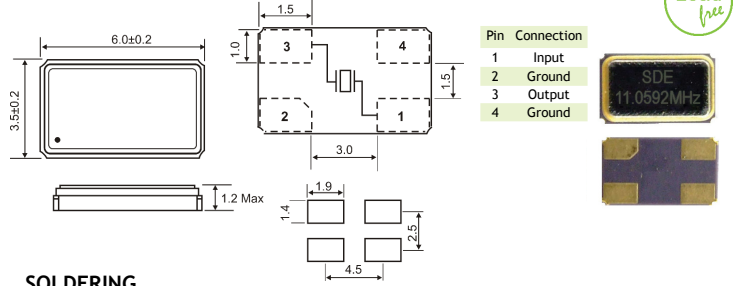 Lead
free
6.0±0.2
3.5±0.2
1.2 Max
1.5
1.0
3
4
2
1
1.5
3.0
1.9
1.4
2.5
4.5
Pin Connection
1 Input
2 Ground
3 Output
4 Ground
SDE
11.0592MHz
SOLDERING